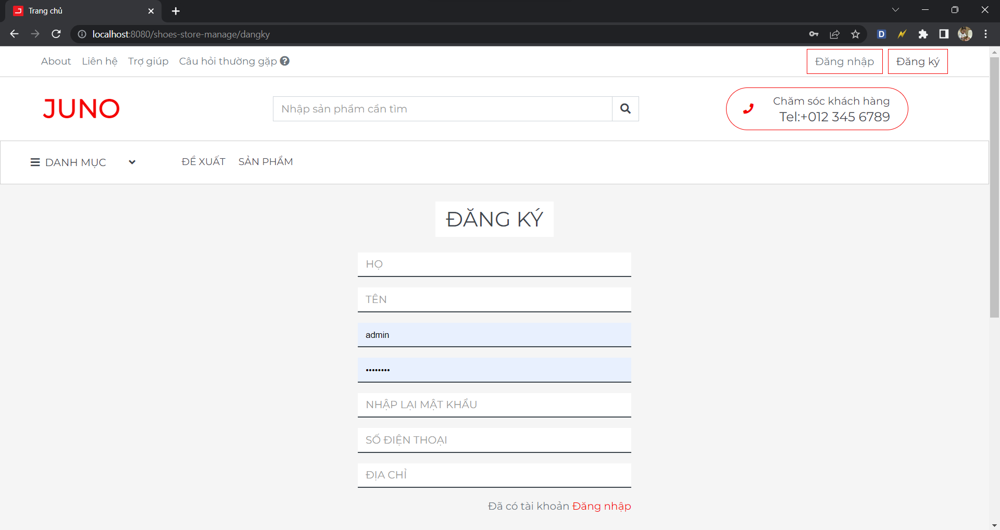 Trang chủ
localhost:8080/shoes-store-manage/dangky
D
About Liên hệ Trợ giúp Câu hỏi thường gặp ?
Đăng nhập Đăng ký
JUNO
Nhập sản phẩm cần tìm
Chăm sóc khách hàng
Tel:+012 345 6789
DANH MỤC ĐỀ XUẤT SẢN PHẨM
ĐĂNG KÝ
HỌ
TÊN
admin
••••••••
NHẬP LẠI MẬT KHẨU
SỐ ĐIỆN THOẠI
ĐỊA CHỈ
Đã có tài khoản Đăng nhập